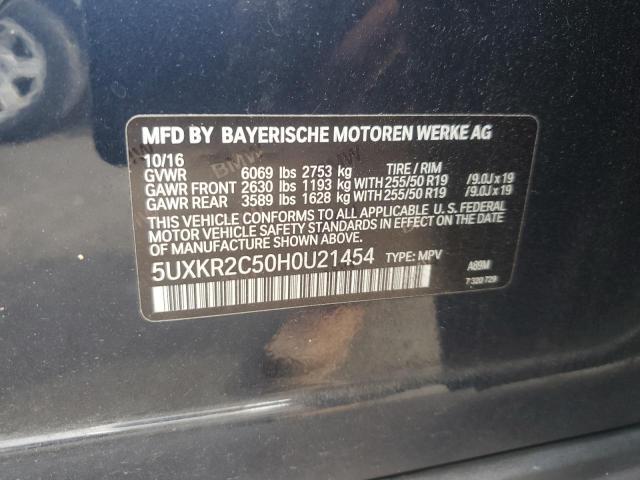 MFD BY BAYERISCHE MOTOREN WERKE AG
10/16
GVWR 6069 lbs 2753 kg TIRE / RIM
GAWR FRONT 2630 lbs 1193 kg WITH 255/50 R19 /9.0J x 19
GAWR REAR 3589 lbs 1628 kg WITH 255/50 R19 /9.0J x 19
THIS VEHICLE CONFORMS TO ALL APPLICABLE U. S. FEDERAL
MOTOR VEHICLE SAFETY STANDARDS IN EFFECT ON THE DATE
OF MANUFACTURE SHOWN ABOVE.
5UXKR2C50H0U21454 TYPE: MPV A89M
7 320 729